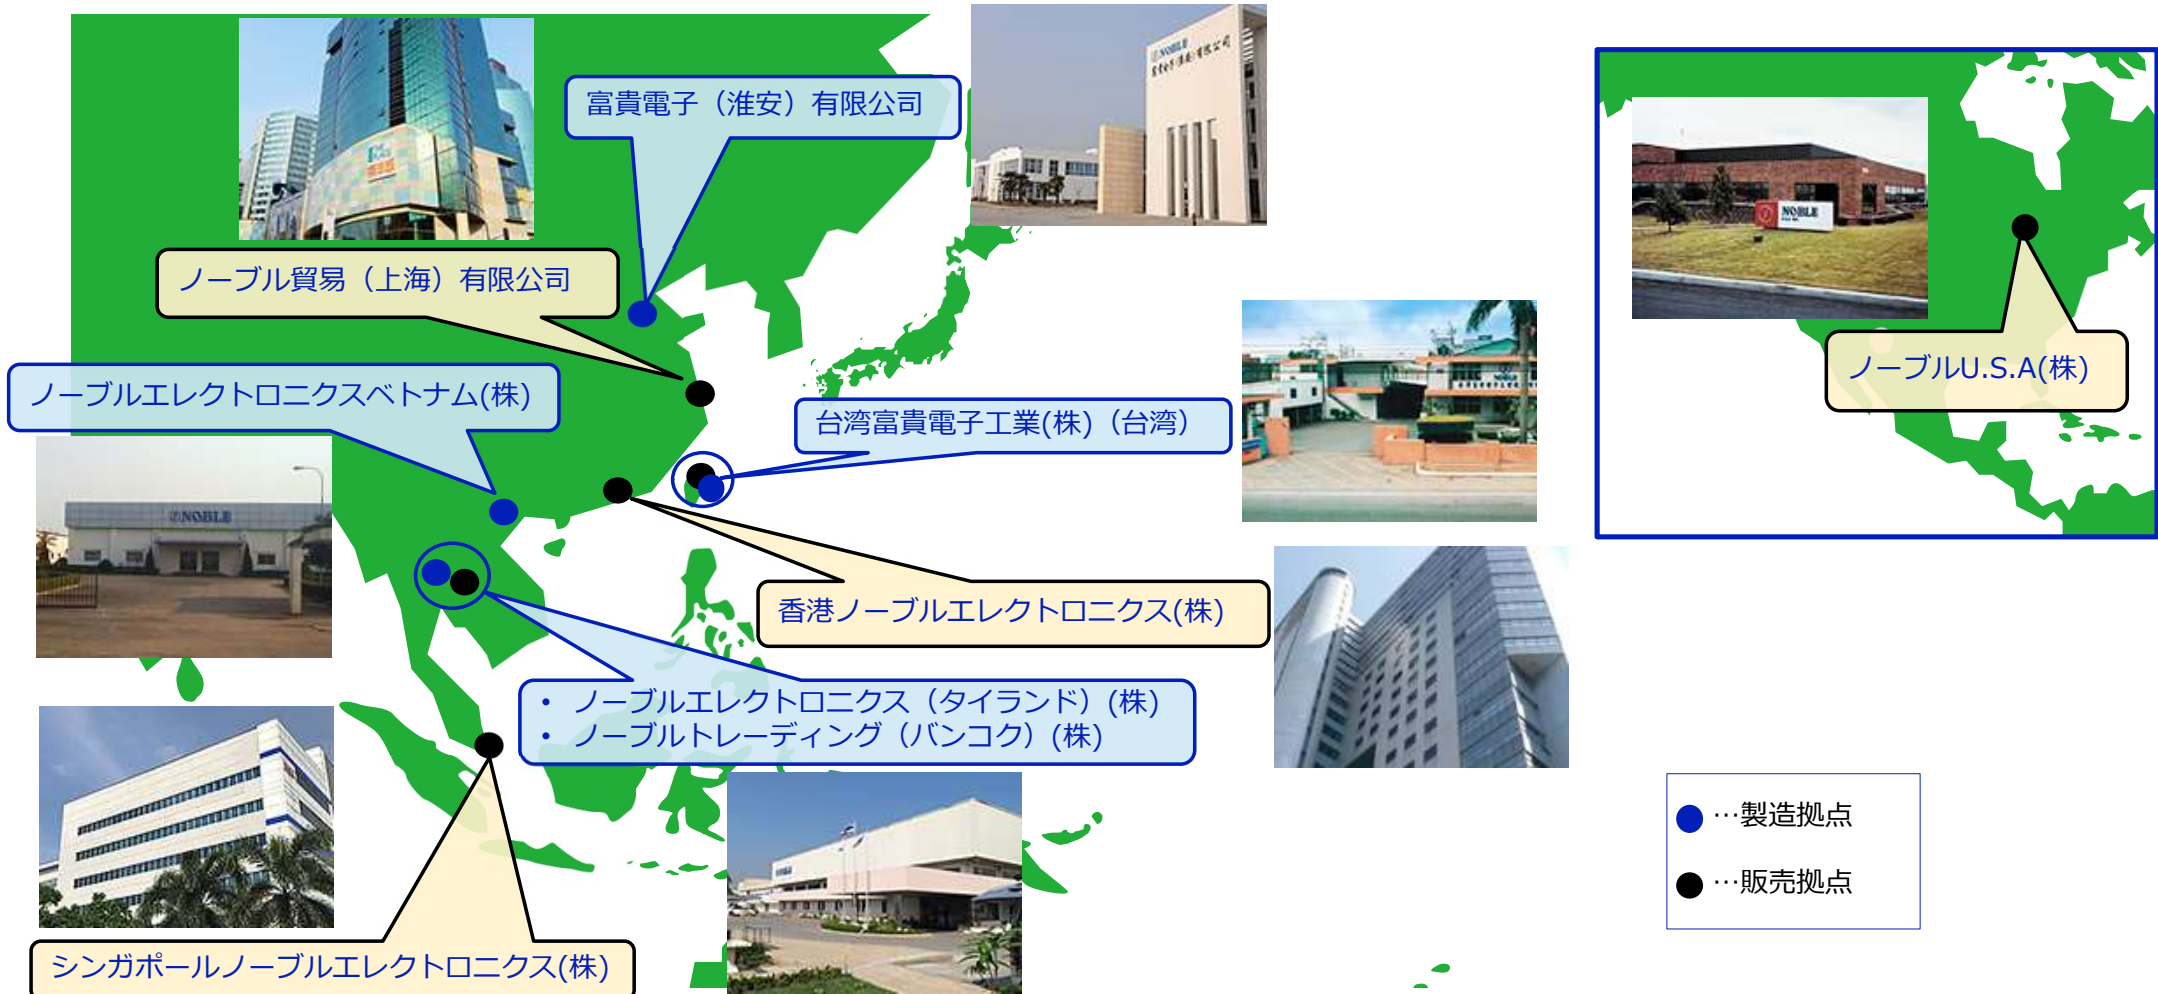 富貴電子（淮安）有限公司
NOBLE
ノーブル貿易（上海）有限公司
NOBLE
ノーブルU.S.A(株)
ノーブルエレクトロニクスベトナム(株)
台湾富貴電子工業(株)（台湾）
NOBLE
NOBLE
香港ノーブルエレクトロニクス(株)
• ノーブルエレクトロニクス（タイランド）(株)
• ノーブルトレーディング（バンコク）(株)
NOBLE
…製造拠点
…販売拠点
シンガポールノーブルエレクトロニクス(株)